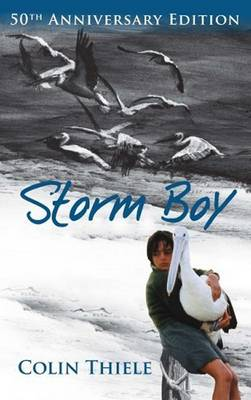 50TH ANNIVERSARY EDITION
Storm Boy
COLIN THIELE